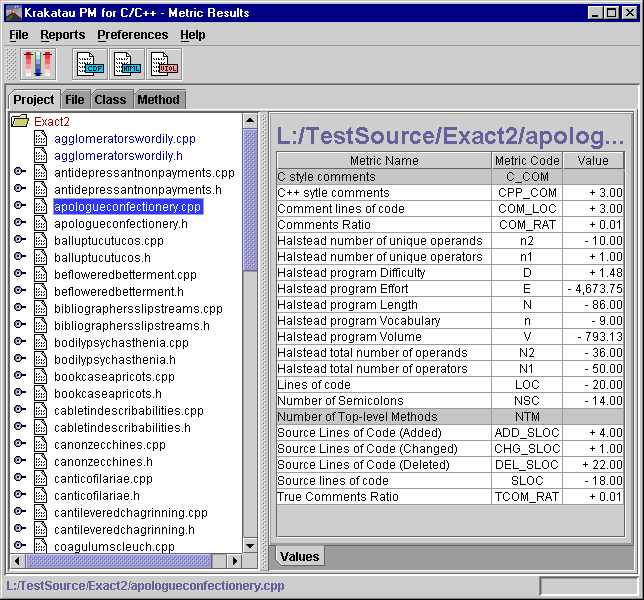 Krakatau PM for C/C++ - Metric Results
File Reports Preferences Help
CDF HTML VIOL
Project File Class Method
Exact2
agglomeratorswordily.cpp
agglomeratorswordily.h
antidepressantnonpayments.cpp
antidepressantnonpayments.h
apologueconfectionery.cpp
apologueconfectionery.h
balluptucutucos.cpp
balluptucutucos.h
befloweredbetterment.cpp
befloweredbetterment.h
bibliographersslipstreams.cpp
bibliographersslipstreams.h
bodilypsychasthenia.cpp
bodilypsychasthenia.h
bookcaseapricots.cpp
bookcaseapricots.h
cabletindescribabilities.cpp
cabletindescribabilities.h
canonzecchines.cpp
canonzecchines.h
canticofilariae.cpp
canticofilariae.h
cantileveredchagrinning.cpp
cantileveredchagrinning.h
coagulumscleuch.cpp
L:/TestSource/Exact2/apolog...
Metric Name Metric Code Value
C style comments C_COM
C++ sytle comments CPP_COM + 3.00
Comment lines of code COM_LOC + 3.00
Comments Ratio COM_RAT + 0.01
Halstead number of unique operands n2 - 10.00
Halstead number of unique operators n1 + 1.00
Halstead program Difficulty D + 1.48
Halstead program Effort E - 4,673.75
Halstead program Length N - 86.00
Halstead program Vocabulary n - 9.00
Halstead program Volume V - 793.13
Halstead total number of operands N2 - 36.00
Halstead total number of operators N1 - 50.00
Lines of code LOC - 20.00
Number of Semicolons NSC - 14.00
Number of Top-level Methods NTM
Source Lines of Code (Added) ADD_SLOC + 4.00
Source Lines of Code (Changed) CHG_SLOC + 1.00
Source Lines of Code (Deleted) DEL_SLOC + 22.00
Source lines of code SLOC - 18.00
True Comments Ratio TCOM_RAT + 0.01
Values
L:/TestSource/Exact2/apologueconfectionery.cpp